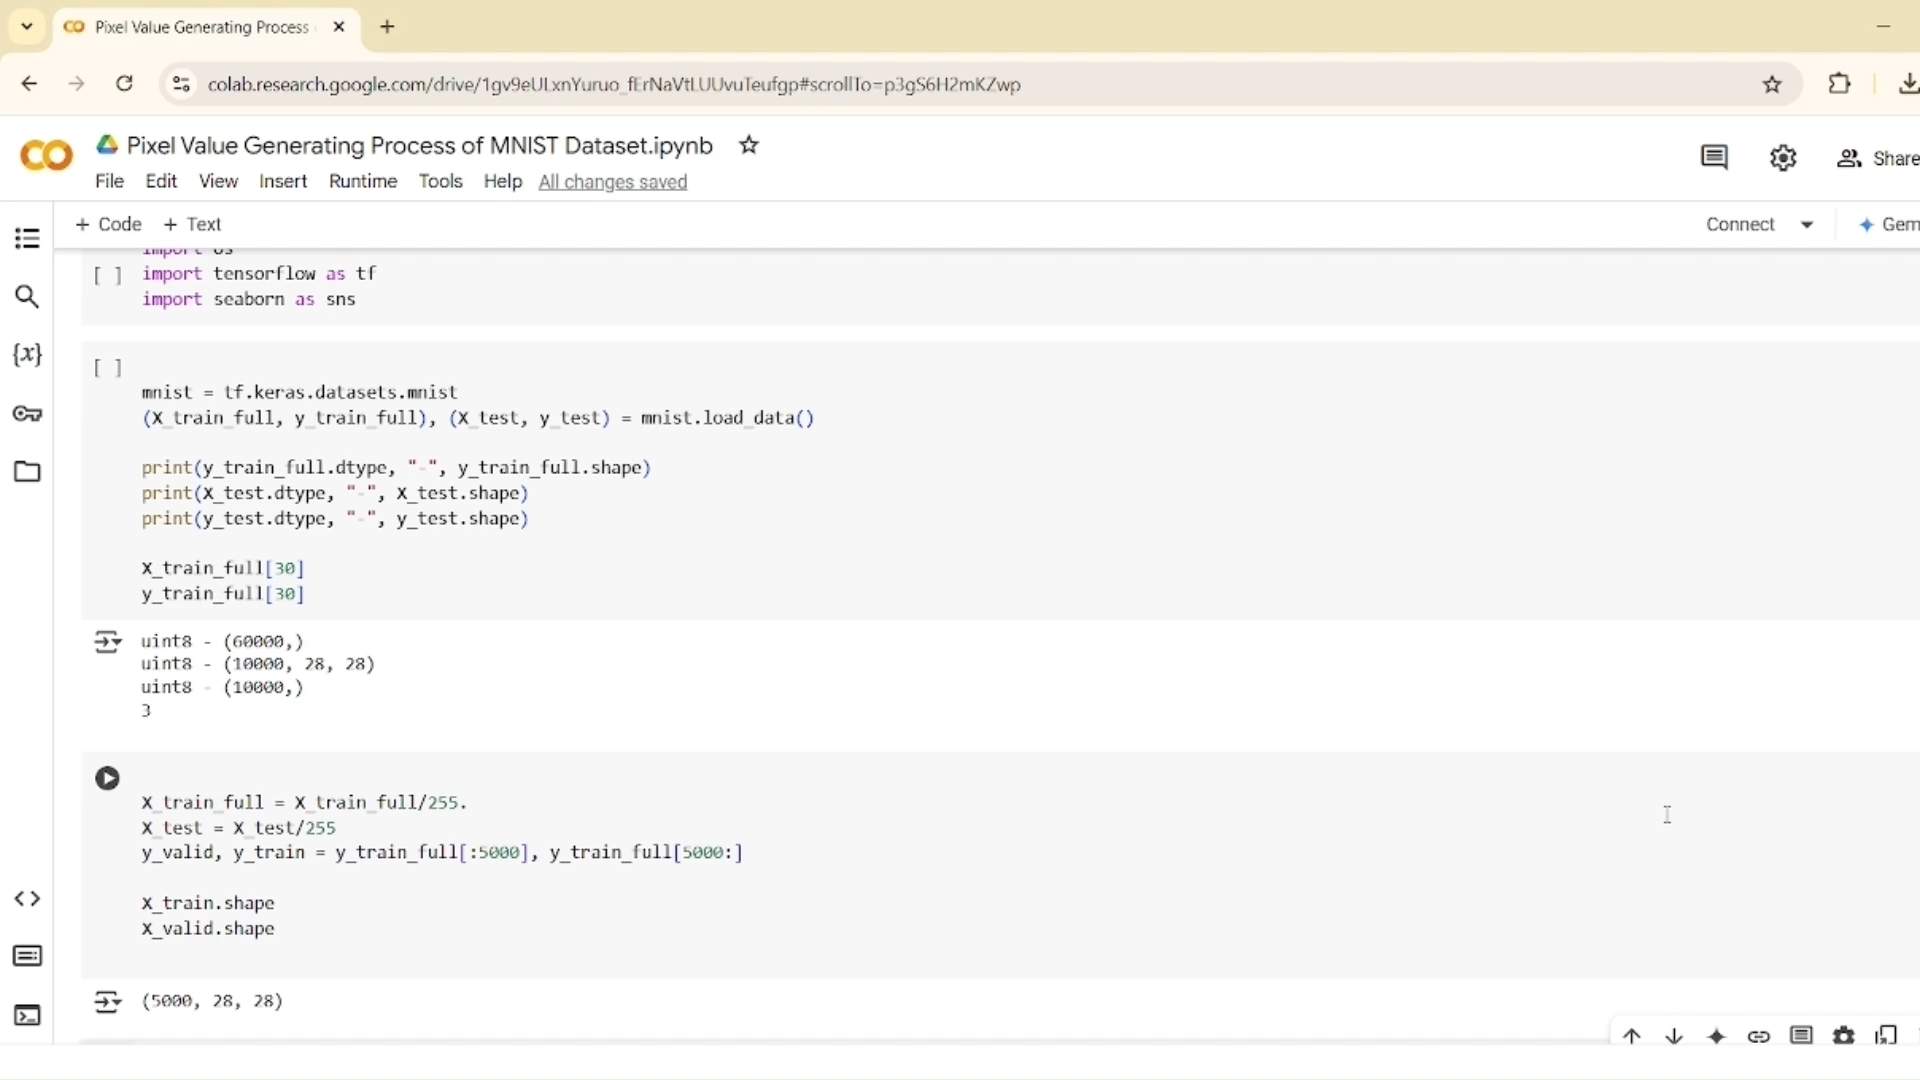 Pixel Value Generating Process
colab.research.google.com/drive/1gv9eULxnYuruo_fErNaVtLUUvuTeufgp#scrollTo=p3gS6H2mKZwp
Pixel Value Generating Process of MNIST Dataset.ipynb
File Edit View Insert Runtime Tools Help All changes saved
Share
+ Code + Text
Connect
Gem
import os
[ ] import tensorflow as tf
import seaborn as sns
[ ]
mnist = tf.keras.datasets.mnist
(X_train_full, y_train_full), (X_test, y_test) = mnist.load_data()
print(y_train_full.dtype, "-", y_train_full.shape)
print(X_test.dtype, "-", X_test.shape)
print(y_test.dtype, "-", y_test.shape)
X_train_full[30]
y_train_full[30]
uint8 - (60000,)
uint8 - (10000, 28, 28)
uint8 - (10000,)
3
X_train_full = X_train_full/255.
X_test = X_test/255
y_valid, y_train = y_train_full[:5000], y_train_full[5000:]
X_train.shape
X_valid.shape
(5000, 28, 28)